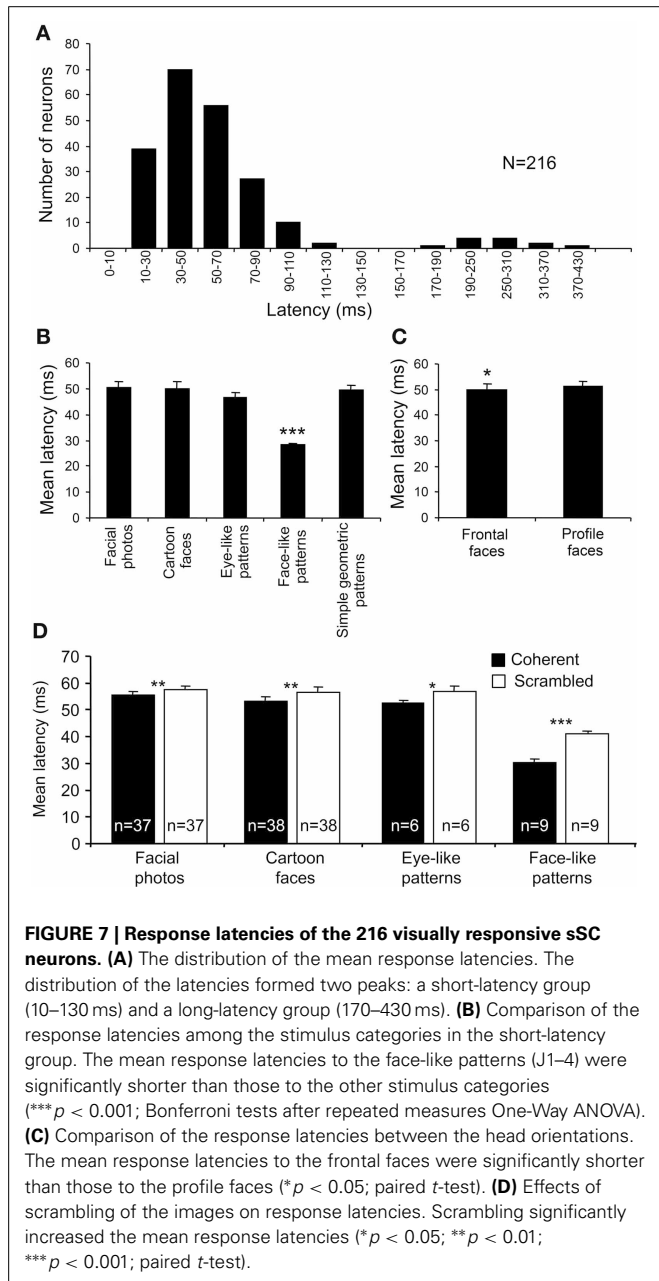 A
80
70
60
50
40
30
20
10
0
Number of neurons
N=216
0-10
10-30
30-50
50-70
70-90
90-110
110-130
130-150
150-170
170-190
190-250
250-310
310-370
370-430
Latency (ms)
B
60
50
40
30
20
10
0
Mean latency (ms)
***
Facial
photos
Cartoon
faces
Eye-like
patterns
Face-like
patterns
Simple geometric
patterns
C
60
50
40
30
20
10
0
Mean latency (ms)
*
Frontal
faces
Profile
faces
D
70
60
50
40
30
20
10
0
Mean latency (ms)
Coherent
Scrambled
**
**
*
***
n=37
n=37
n=38
n=38
n=6
n=6
n=9
n=9
Facial
photos
Cartoon
faces
Eye-like
patterns
Face-like
patterns
FIGURE 7 | Response latencies of the 216 visually responsive sSC
neurons. (A) The distribution of the mean response latencies. The
distribution of the latencies formed two peaks: a short-latency group
(10–130 ms) and a long-latency group (170–430 ms). (B) Comparison of the
response latencies among the stimulus categories in the short-latency
group. The mean response latencies to the face-like patterns (J1–4) were
significantly shorter than those to the other stimulus categories
(***p < 0.001; Bonferroni tests after repeated measures One-Way ANOVA).
(C) Comparison of the response latencies between the head orientations.
The mean response latencies to the frontal faces were significantly shorter
than those to the profile faces (*p < 0.05; paired t-test). (D) Effects of
scrambling of the images on response latencies. Scrambling significantly
increased the mean response latencies (*p < 0.05; **p < 0.01;
***p < 0.001; paired t-test).